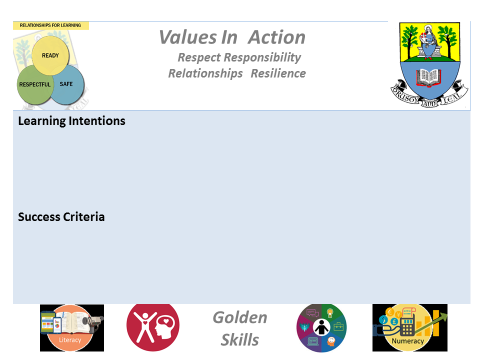 RELATIONSHIPS FOR LEARNING
Values In Action
Respect Responsibility
Relationships Resilience
READY
RESPECTFUL
SAFE
Learning Intentions
Success Criteria
Golden
Skills
Literacy
Numeracy